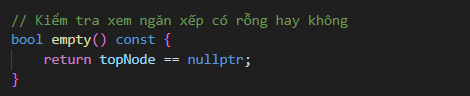 // Kiểm tra xem ngăn xếp có rỗng hay không
bool empty() const {
    return topNode == nullptr;
}